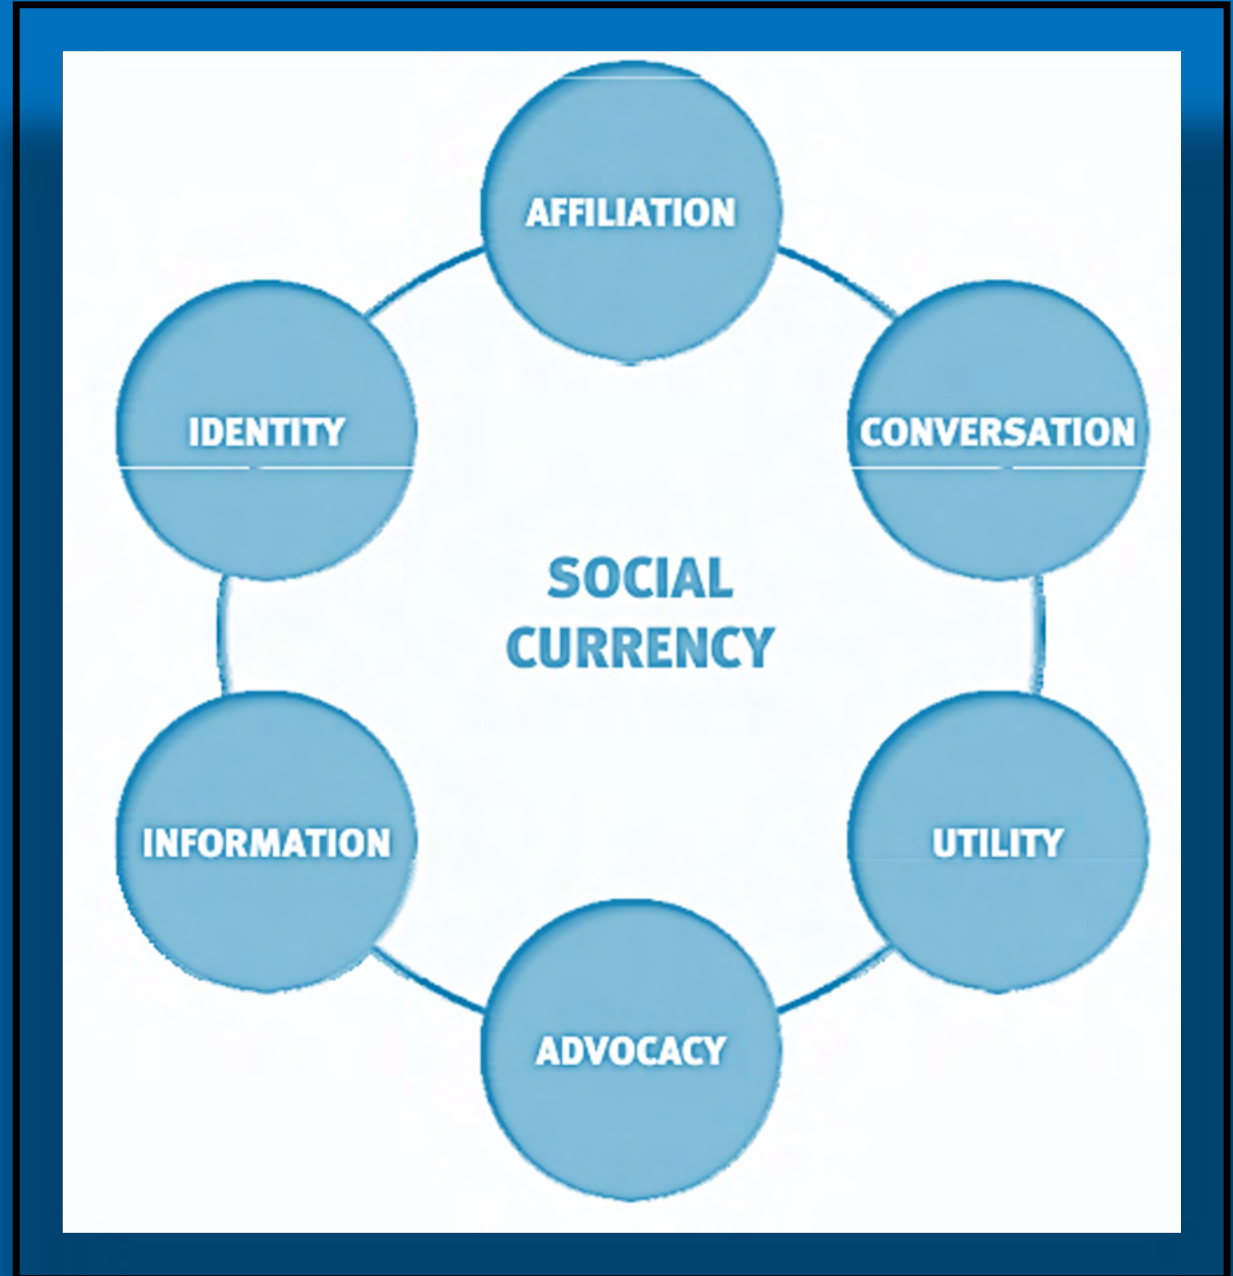 AFFILIATION
IDENTITY
CONVERSATION
SOCIAL
CURRENCY
INFORMATION
UTILITY
ADVOCACY